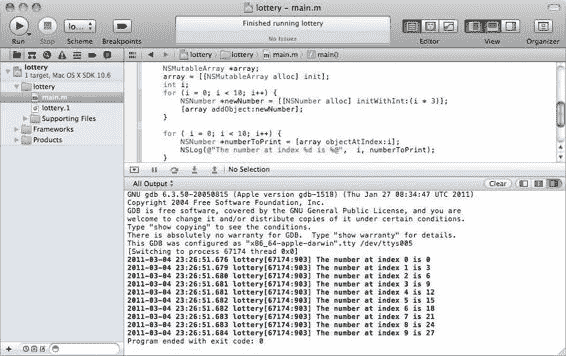 lottery – main.m
Finished running lottery
No Issues
lo...
Run
Stop
Scheme
Breakpoints
Editor
View
Organizer
lottery
lottery
main.m
main()
lottery
1 target, Mac OS X SDK 10.6
lottery
main.m
lottery.1
Supporting Files
Frameworks
Products
NSMutableArray *array;
array = [[NSMutableArray alloc] init];
int i;
for (i = 0; i < 10; i++) {
NSNumber *newNumber = [[NSNumber alloc] initWithInt:(i * 3)];
[array addObject:newNumber];
}
for ( i = 0; i < 10; i++) {
NSNumber *numberToPrint = [array objectAtIndex:i];
NSLog(@"The number at index %d is %@", i, numberToPrint);
}
No Selection
All Output
Clear
GNU gdb 6.3.50-20050815 (Apple version gdb-1518) (Thu Jan 27 08:34:47 UTC 2011)
Copyright 2004 Free Software Foundation, Inc.
GDB is free software, covered by the GNU General Public License, and you are
welcome to change it and/or distribute copies of it under certain conditions.
Type "show copying" to see the conditions.
There is absolutely no warranty for GDB.  Type "show warranty" for details.
This GDB was configured as "x86_64-apple-darwin".tty /dev/ttys005
[Switching to process 67174 thread 0x0]
2011-03-04 23:26:51.676 lottery[67174:903] The number at index 0 is 0
2011-03-04 23:26:51.679 lottery[67174:903] The number at index 1 is 3
2011-03-04 23:26:51.680 lottery[67174:903] The number at index 2 is 6
2011-03-04 23:26:51.681 lottery[67174:903] The number at index 3 is 9
2011-03-04 23:26:51.681 lottery[67174:903] The number at index 4 is 12
2011-03-04 23:26:51.682 lottery[67174:903] The number at index 5 is 15
2011-03-04 23:26:51.682 lottery[67174:903] The number at index 6 is 18
2011-03-04 23:26:51.683 lottery[67174:903] The number at index 7 is 21
2011-03-04 23:26:51.683 lottery[67174:903] The number at index 8 is 24
2011-03-04 23:26:51.684 lottery[67174:903] The number at index 9 is 27
Program ended with exit code: 0